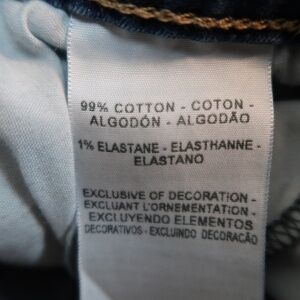 99% COTTON - COTON -
ALGODÓN - ALGODÃO
1% ELASTANE - ELASTHANNE -
ELASTANO
EXCLUSIVE OF DECORATION -
EXCLUANT L'ORNEMENTATION -
EXCLUYENDO ELEMENTOS
DECORATIVOS - EXCLUINDO DECORAÇÃO